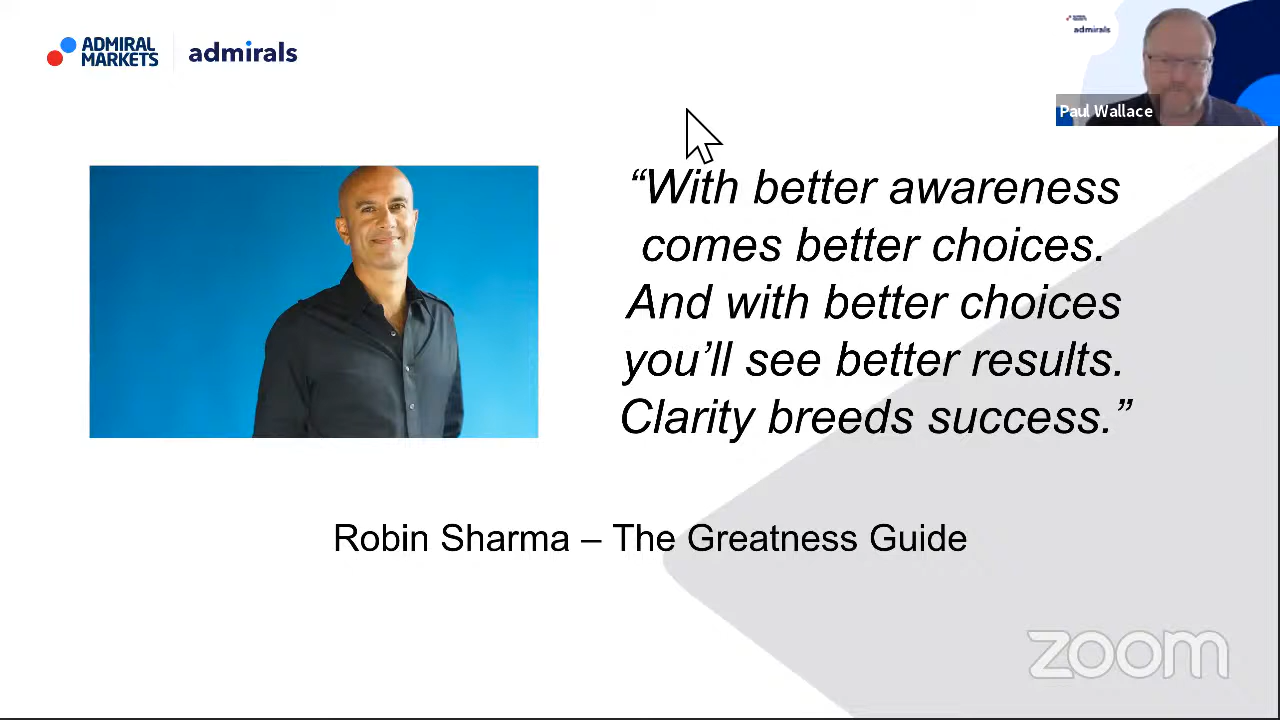 ADMIRAL
MARKETS
admirals
admirals
Paul Wallace
“With better awareness
comes better choices.
And with better choices
you’ll see better results.
Clarity breeds success.”
Robin Sharma – The Greatness Guide
zoom